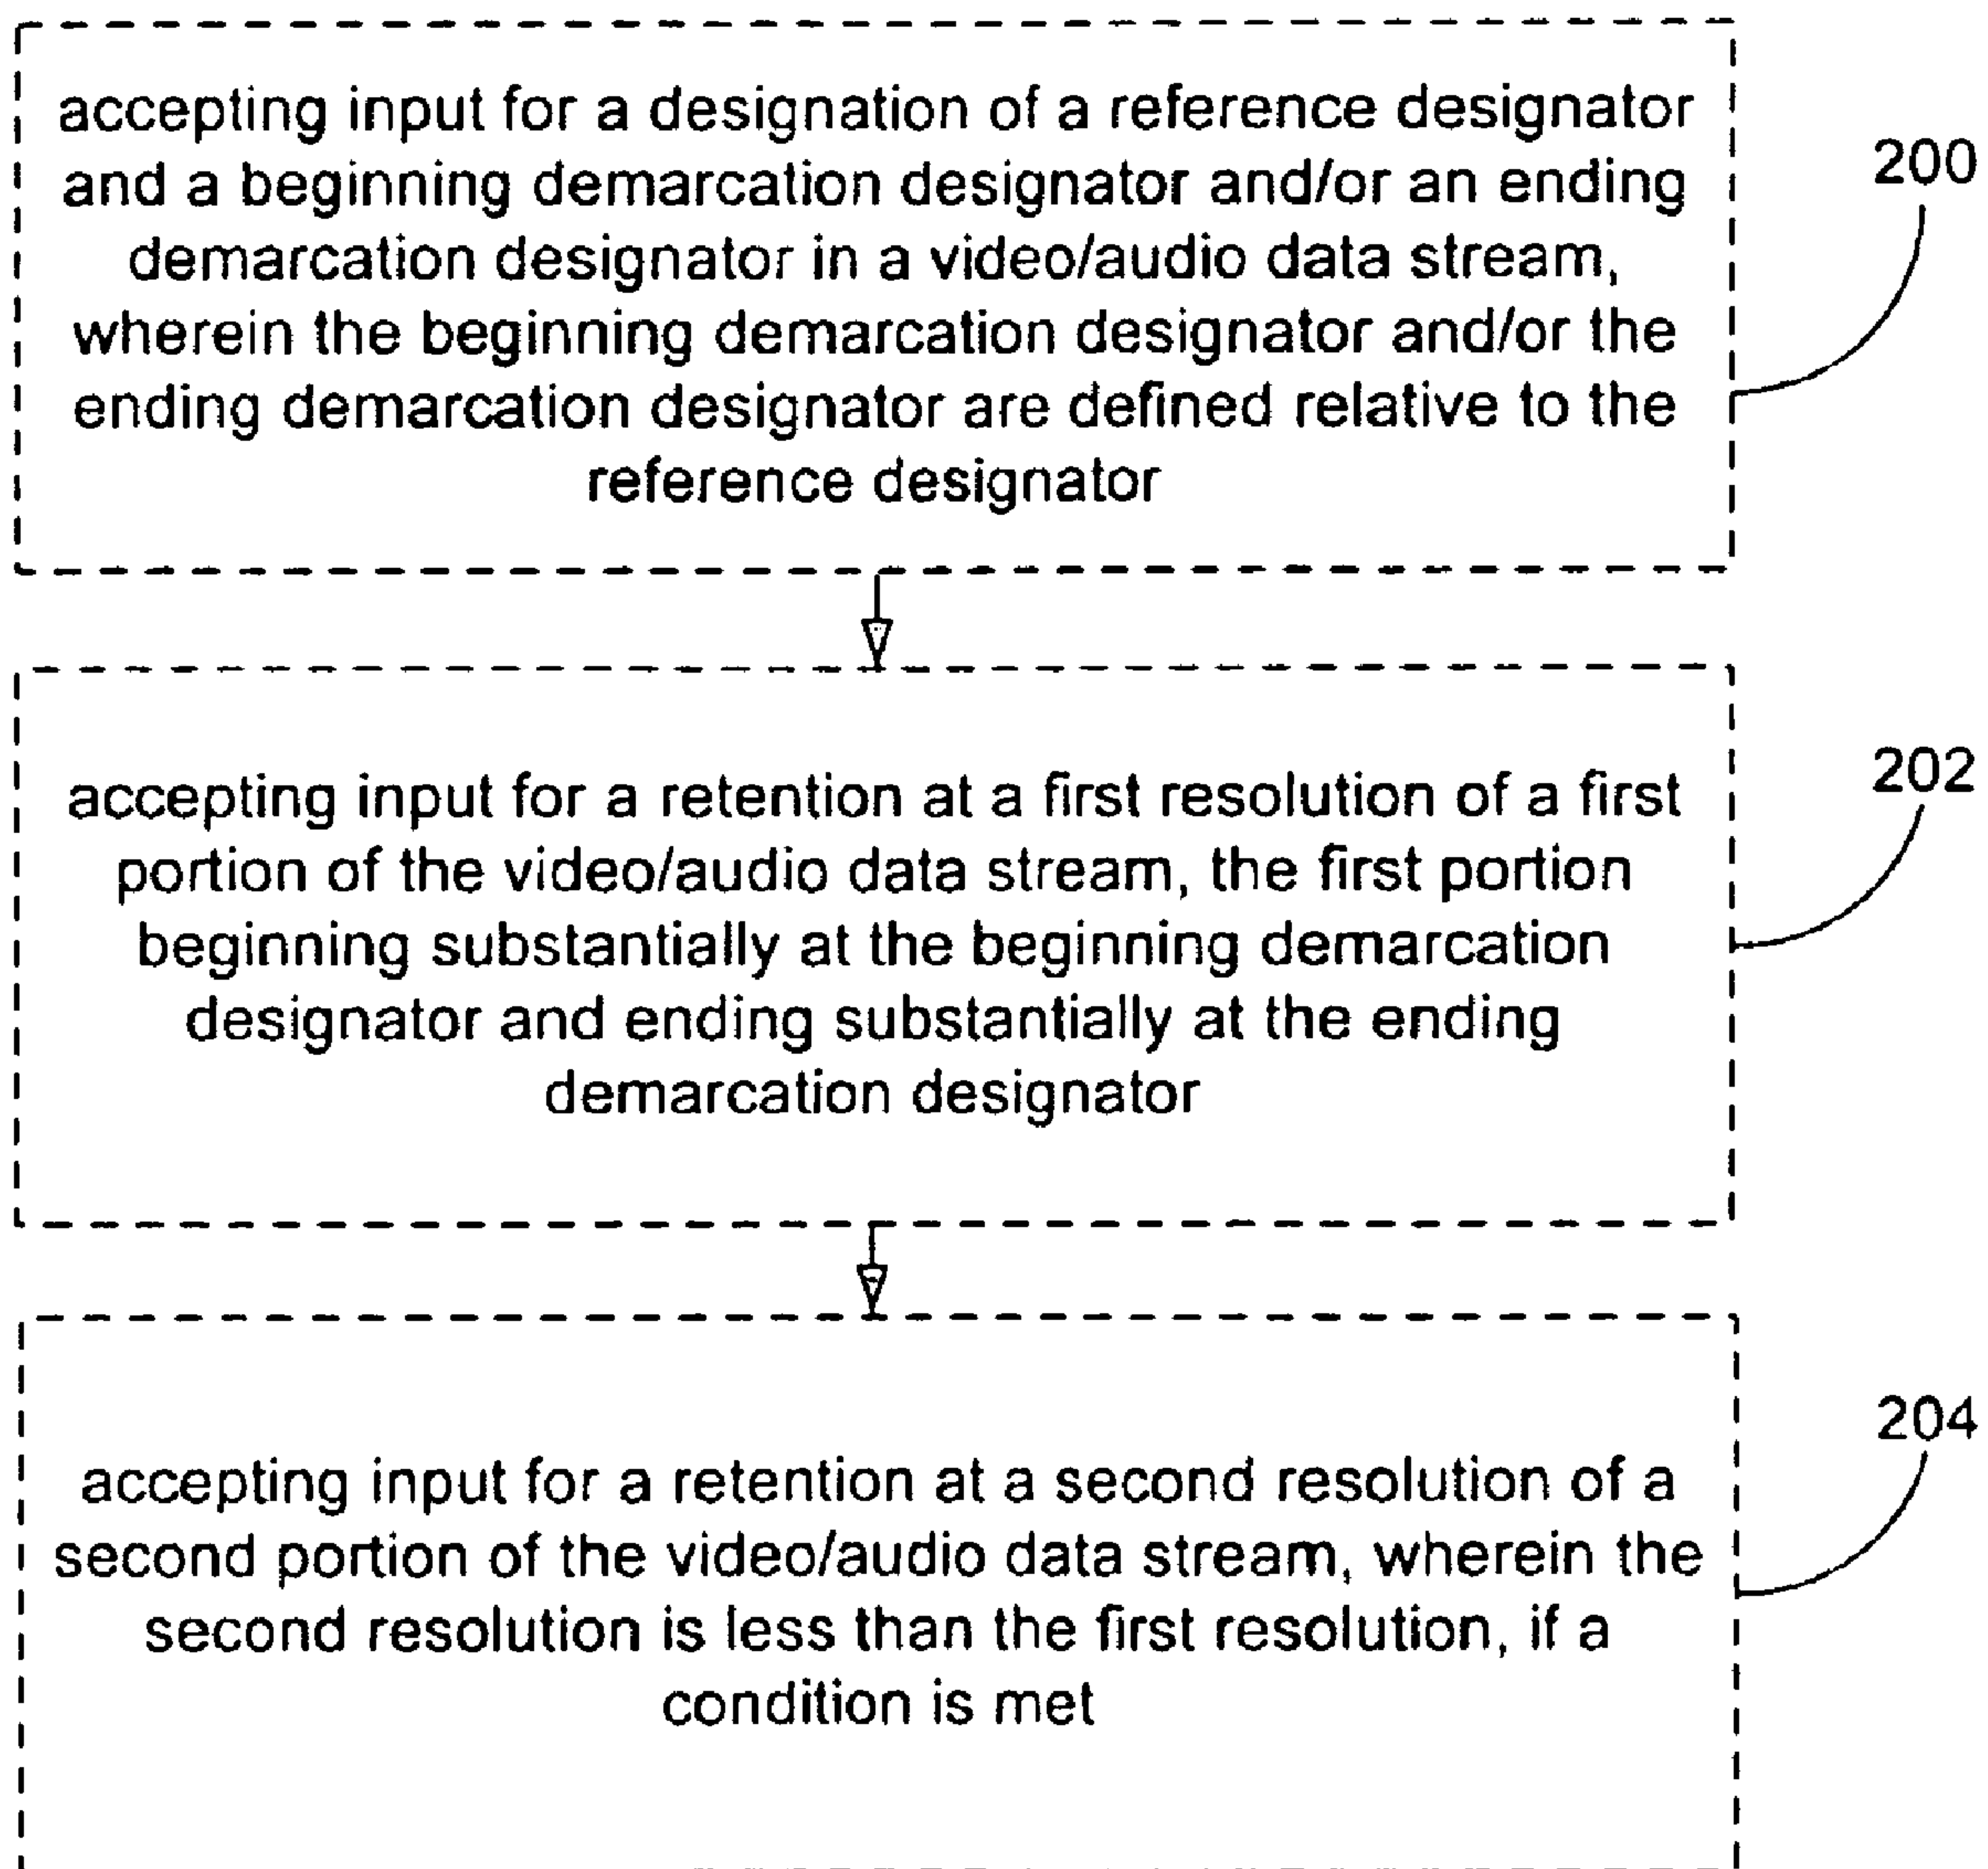 accepting input for a designation of a reference designator
and a beginning demarcation designator and/or an ending
demarcation designator in a video/audio data stream,
wherein the beginning demarcation designator and/or the
ending demarcation designator are defined relative to the
reference designator
200
accepting input for a retention at a first resolution of a first
portion of the video/audio data stream, the first portion
beginning substantially at the beginning demarcation
designator and ending substantially at the ending
demarcation designator
202
accepting input for a retention at a second resolution of a
second portion of the video/audio data stream, wherein the
second resolution is less than the first resolution, if a
condition is met
204